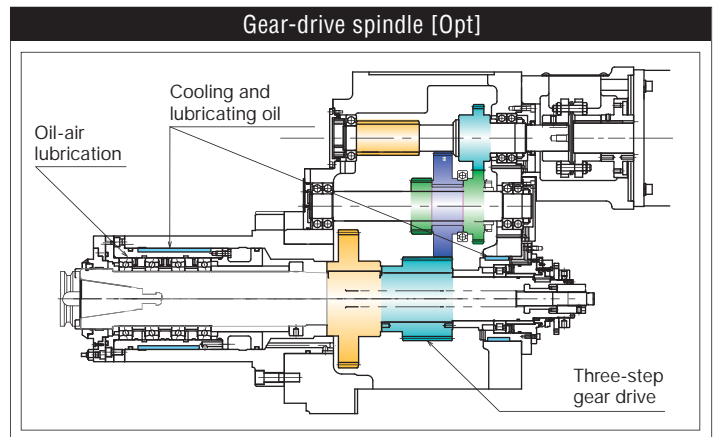 Gear-drive spindle [Opt]
Cooling and
lubricating oil
Oil-air
lubrication
Three-step
gear drive